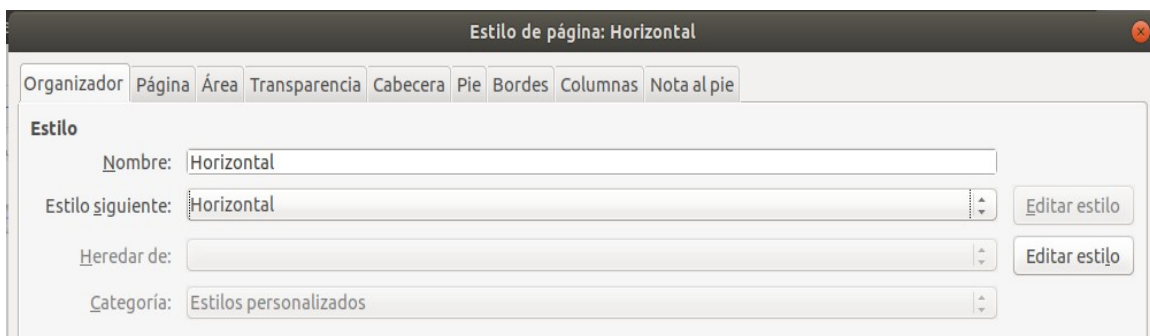 Estilo de página: Horizontal
Organizador Página Área Transparencia Cabecera Pie Bordes Columnas Nota al pie
Estilo
Nombre: Horizontal
Estilo siguiente: Horizontal Editar estilo
Heredar de: Editar estilo
Categoría: Estilos personalizados